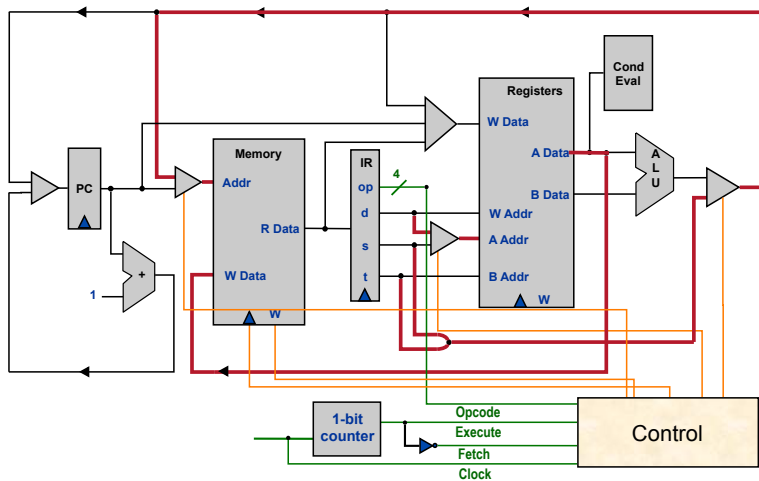 Cond
Eval
Registers
W Data
Memory
IR
A Data
A
L
U
4
op
PC
Addr
B Data
d
W Addr
R Data
s
A Addr
+
W Data
t
B Addr
1
W
W
Opcode
1-bit
counter
Execute
Control
Fetch
Clock